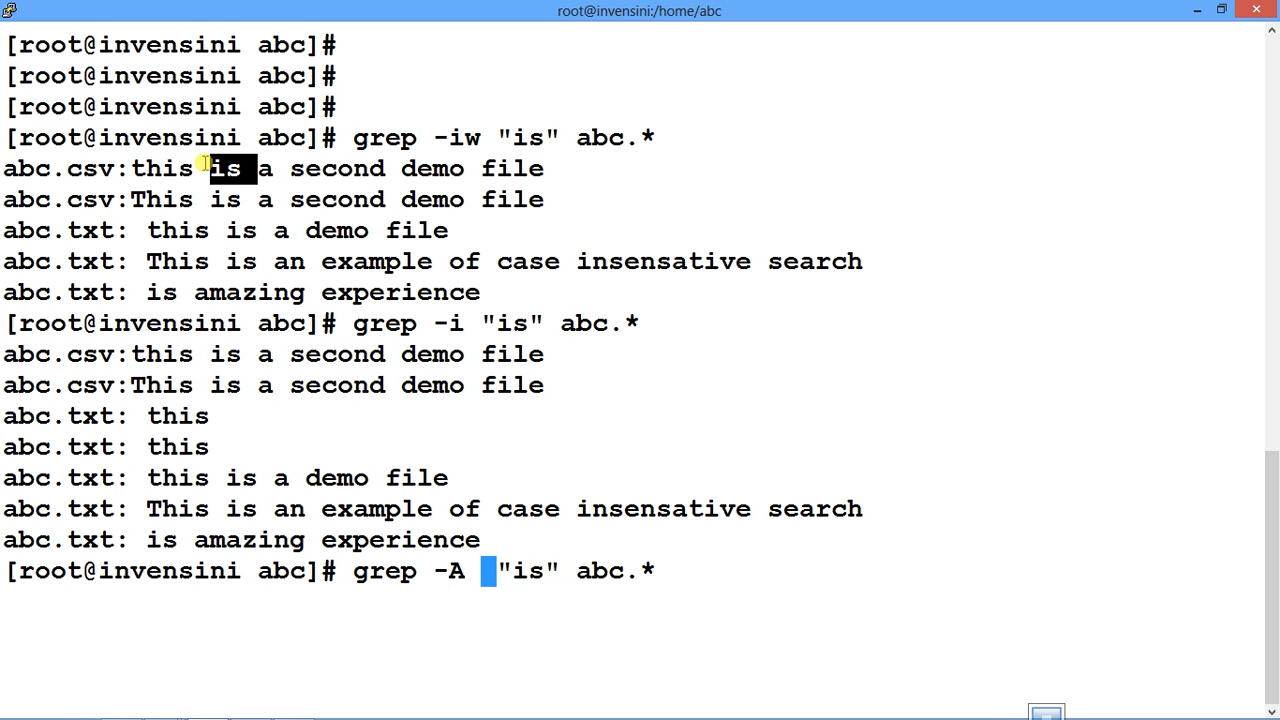 root@invensini:/home/abc
[root@invensini abc]#
[root@invensini abc]#
[root@invensini abc]#
[root@invensini abc]# grep -iw "is" abc.*
abc.csv:this is a second demo file
abc.csv:This is a second demo file
abc.txt: this is a demo file
abc.txt: This is an example of case insensative search
abc.txt: is amazing experience
[root@invensini abc]# grep -i "is" abc.*
abc.csv:this is a second demo file
abc.csv:This is a second demo file
abc.txt: this
abc.txt: this
abc.txt: this is a demo file
abc.txt: This is an example of case insensative search
abc.txt: is amazing experience
[root@invensini abc]# grep -A  "is" abc.*